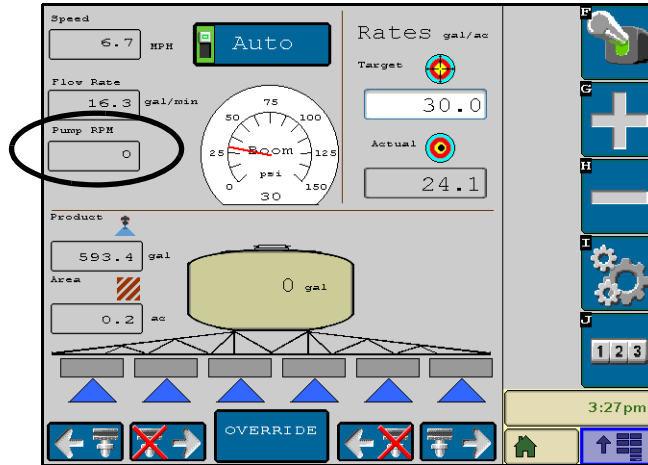 Speed
6.7 MPH
Auto
Flow Rate
16.3 gal/min
Pump RPM
0
0
25
50
75
100
125
150
Boom
psi
30
Rates gal/ac
Target
30.0
Actual
24.1
Product
593.4 gal
Area
0.2 ac
0 gal
OVERRIDE
F
G
H
I
J
1 2 3
3:27pm